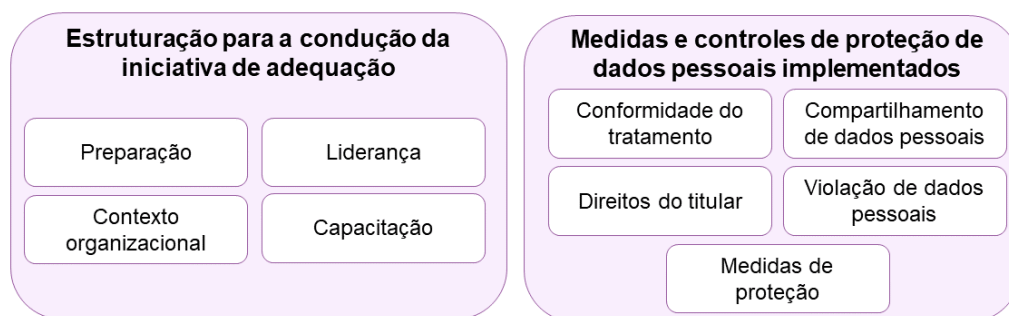 Estruturação para a condução da
iniciativa de adequação
Preparação
Liderança
Contexto
organizacional
Capacitação
Medidas e controles de proteção de
dados pessoais implementados
Conformidade do
tratamento
Compartilhamento
de dados pessoais
Direitos do titular
Violação de dados
pessoais
Medidas de
proteção